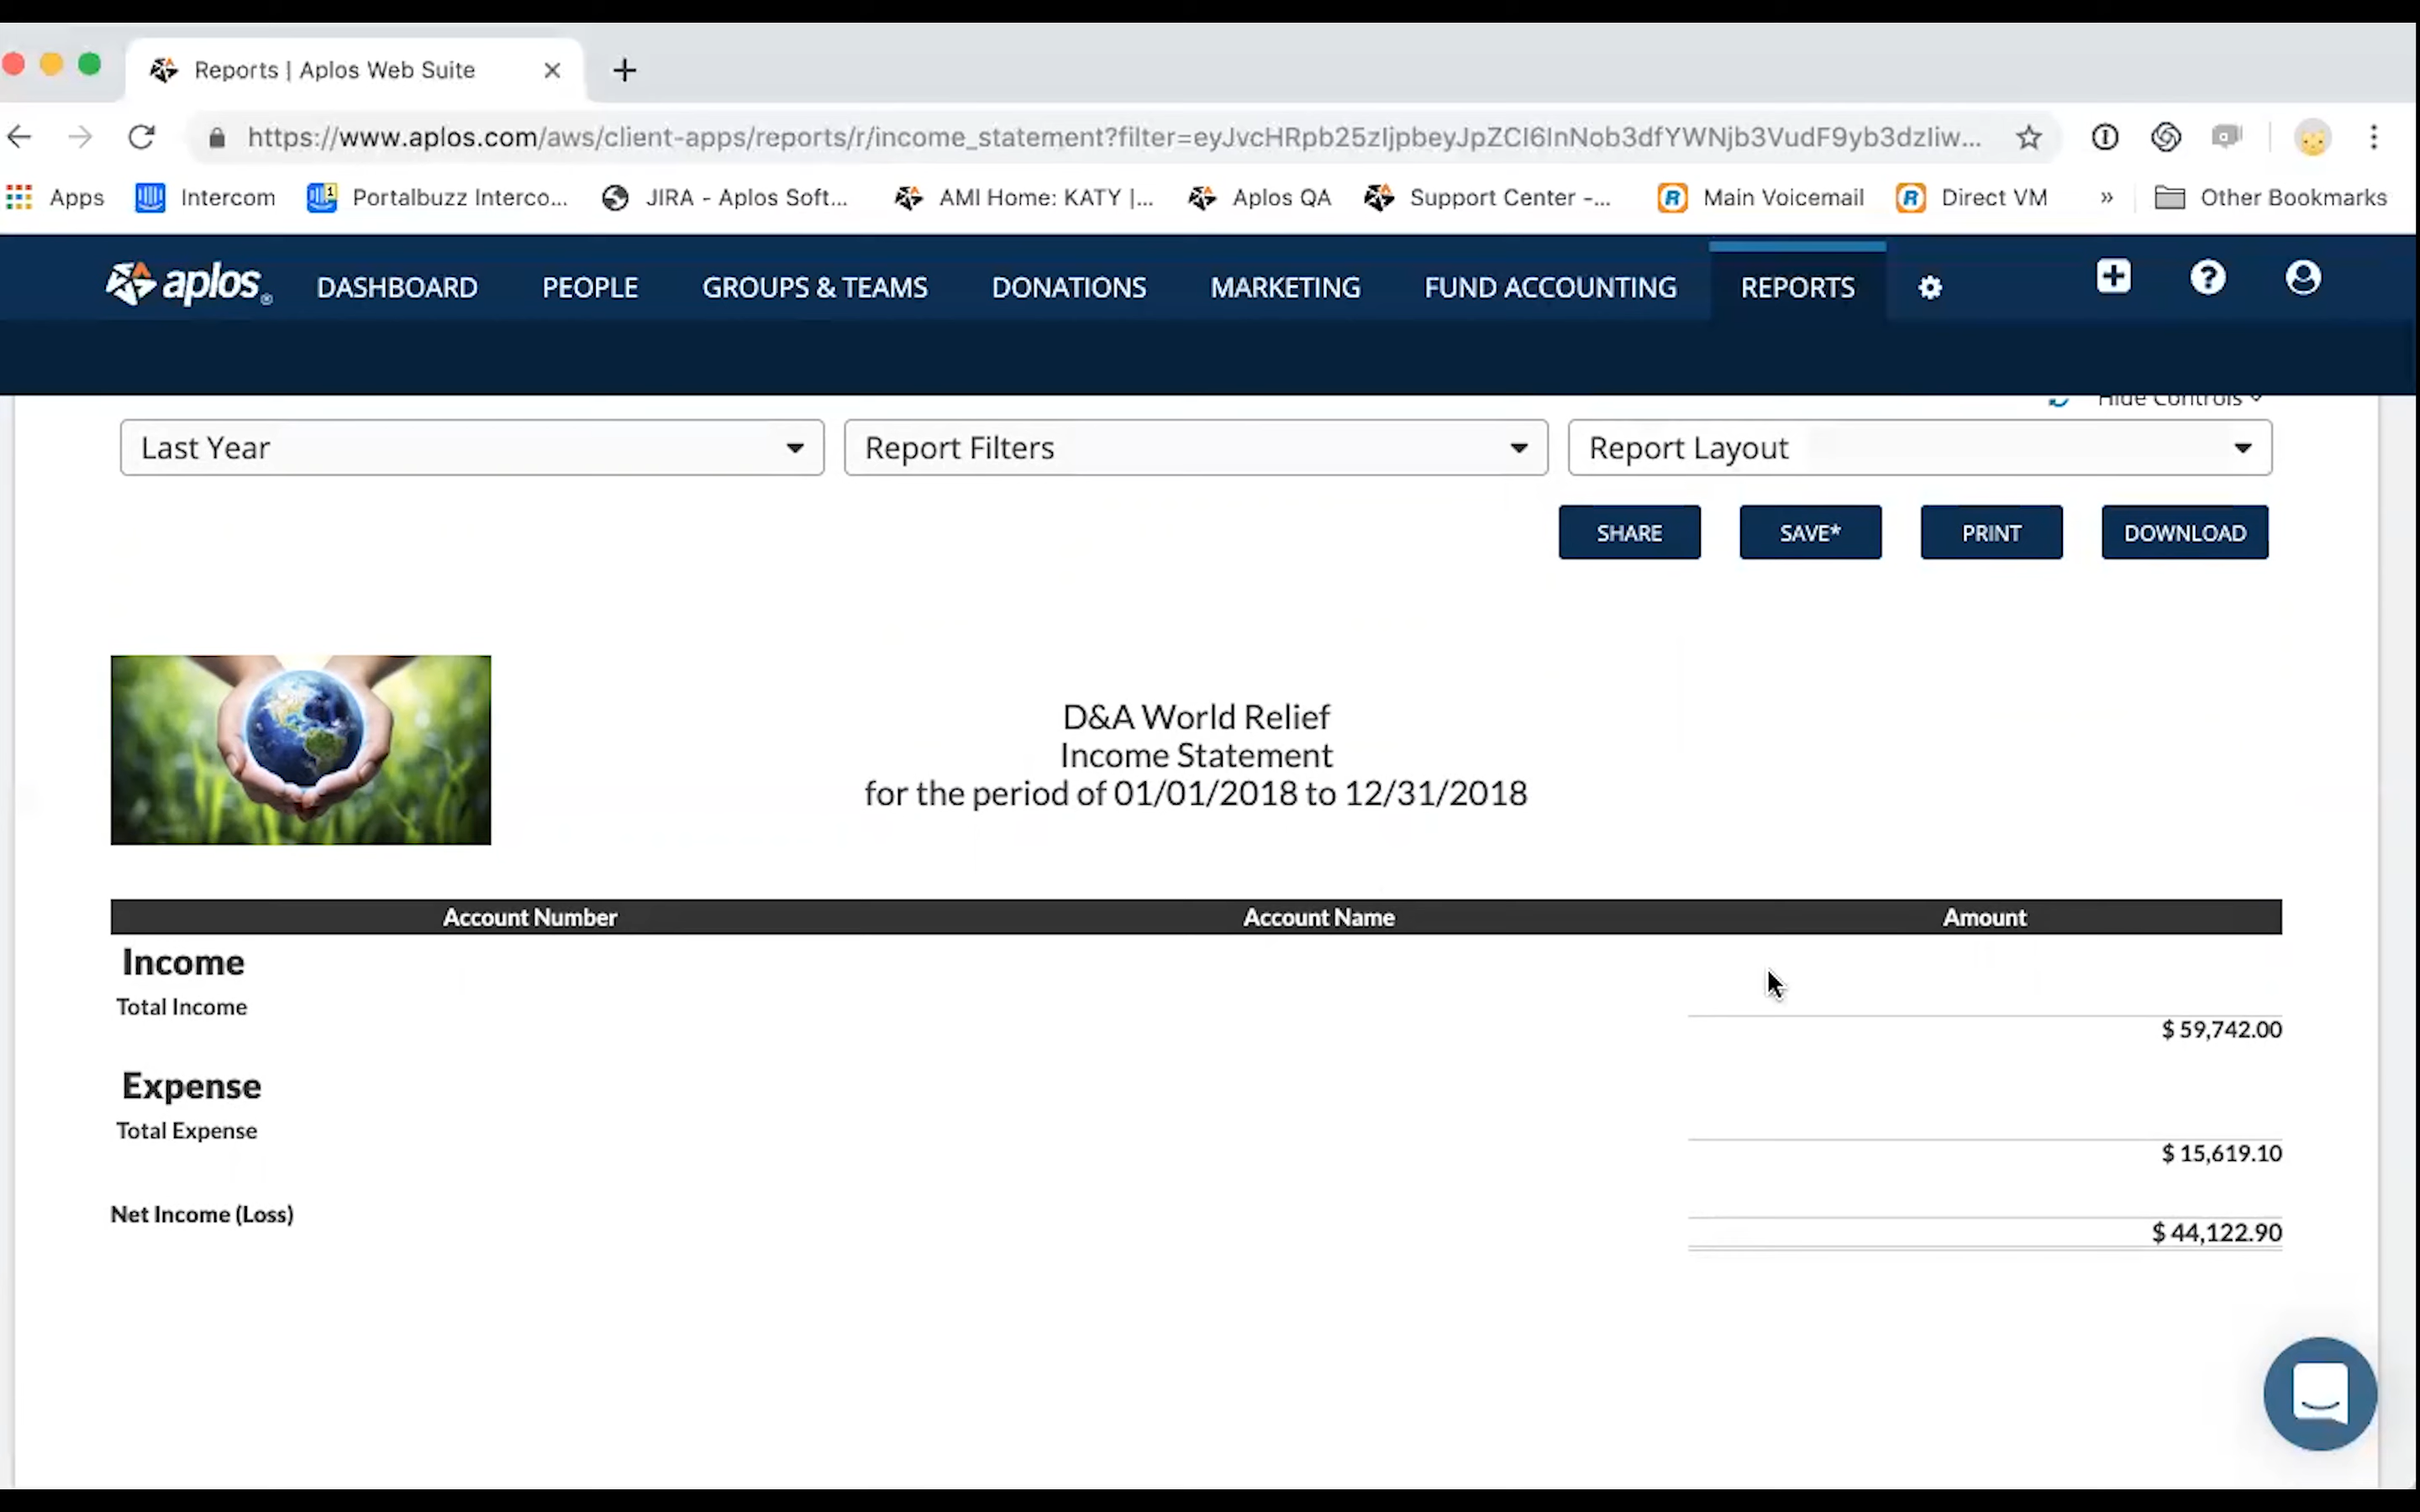 Reports | Aplos Web Suite
https://www.aplos.com/aws/client-apps/reports/r/income_statement?filter=eyJvcHRpb25zIjpbeyJpZCI6InNob3dfYWNjb3VudF9yb3dzIiw...
Apps Intercom Portalbuzz Interco... JIRA - Aplos Soft... AMI Home: KATY |... Aplos QA Support Center -... Main Voicemail Direct VM » Other Bookmarks
aplos DASHBOARD PEOPLE GROUPS & TEAMS DONATIONS MARKETING FUND ACCOUNTING REPORTS
Hide Controls
Last Year Report Filters Report Layout
SHARE SAVE* PRINT DOWNLOAD
D&A World Relief
Income Statement
for the period of 01/01/2018 to 12/31/2018
Account Number Account Name Amount
Income
Total Income
$ 59,742.00
Expense
Total Expense
$ 15,619.10
Net Income (Loss)
$ 44,122.90